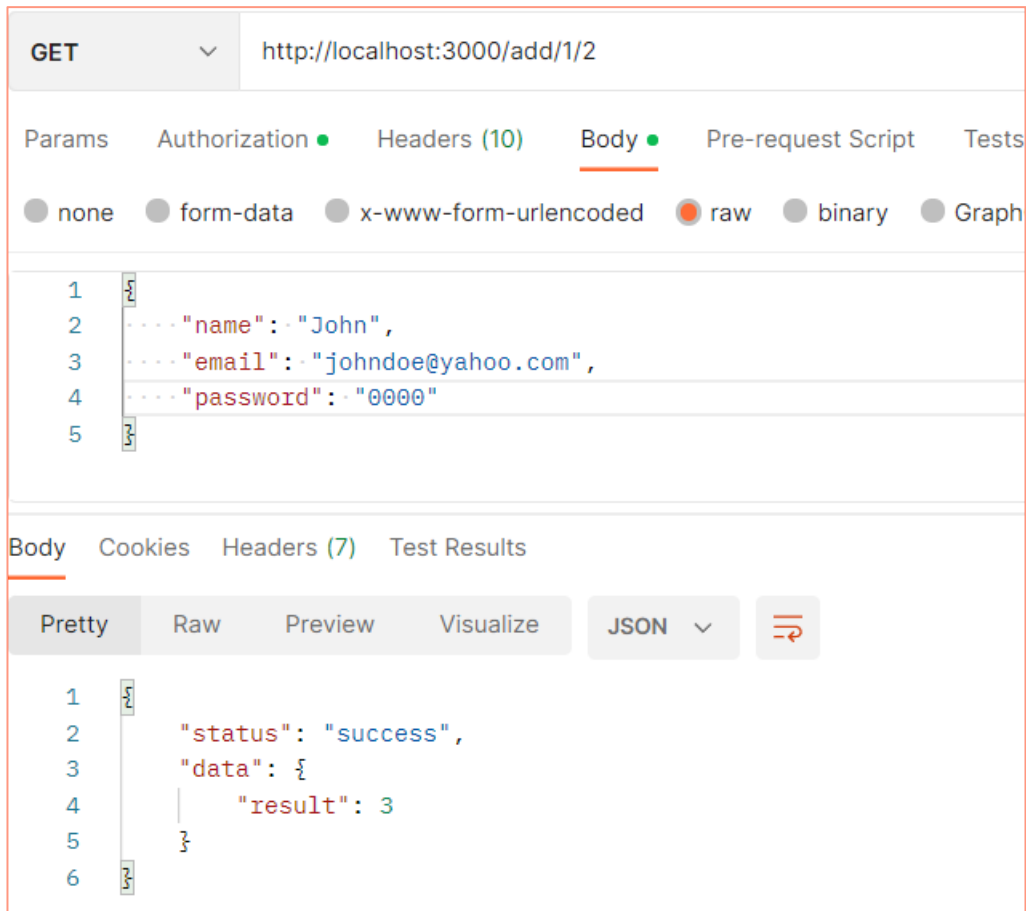 GET http://localhost:3000/add/1/2
Params Authorization Headers (10) Body Pre-request Script Tests
none form-data x-www-form-urlencoded raw binary Graph
1 {
2 "name": "John",
3 "email": "johndoe@yahoo.com",
4 "password": "0000"
5 }
Body Cookies Headers (7) Test Results
Pretty Raw Preview Visualize JSON
1 {
2 "status": "success",
3 "data": {
4 "result": 3
5 }
6 }